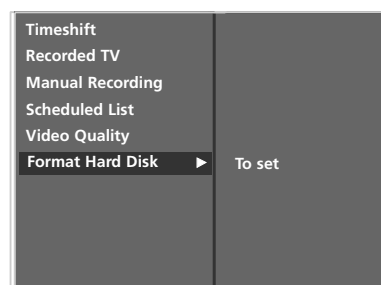 Timeshift
Recorded TV
Manual Recording
Scheduled List
Video Quality
Format Hard Disk ► To set